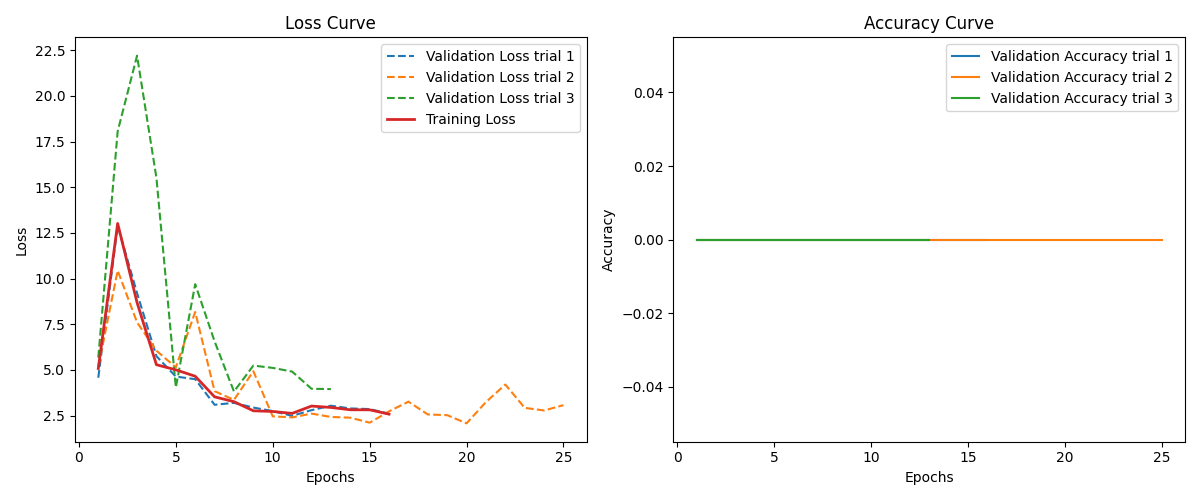 Loss Curve
22.5
20.0
17.5
15.0
12.5
10.0
7.5
5.0
2.5
Loss
0
5
10
15
20
25
Epochs
Validation Loss trial 1
Validation Loss trial 2
Validation Loss trial 3
Training Loss
Accuracy Curve
0.04
0.02
0.00
−0.02
−0.04
Accuracy
0
5
10
15
20
25
Epochs
Validation Accuracy trial 1
Validation Accuracy trial 2
Validation Accuracy trial 3